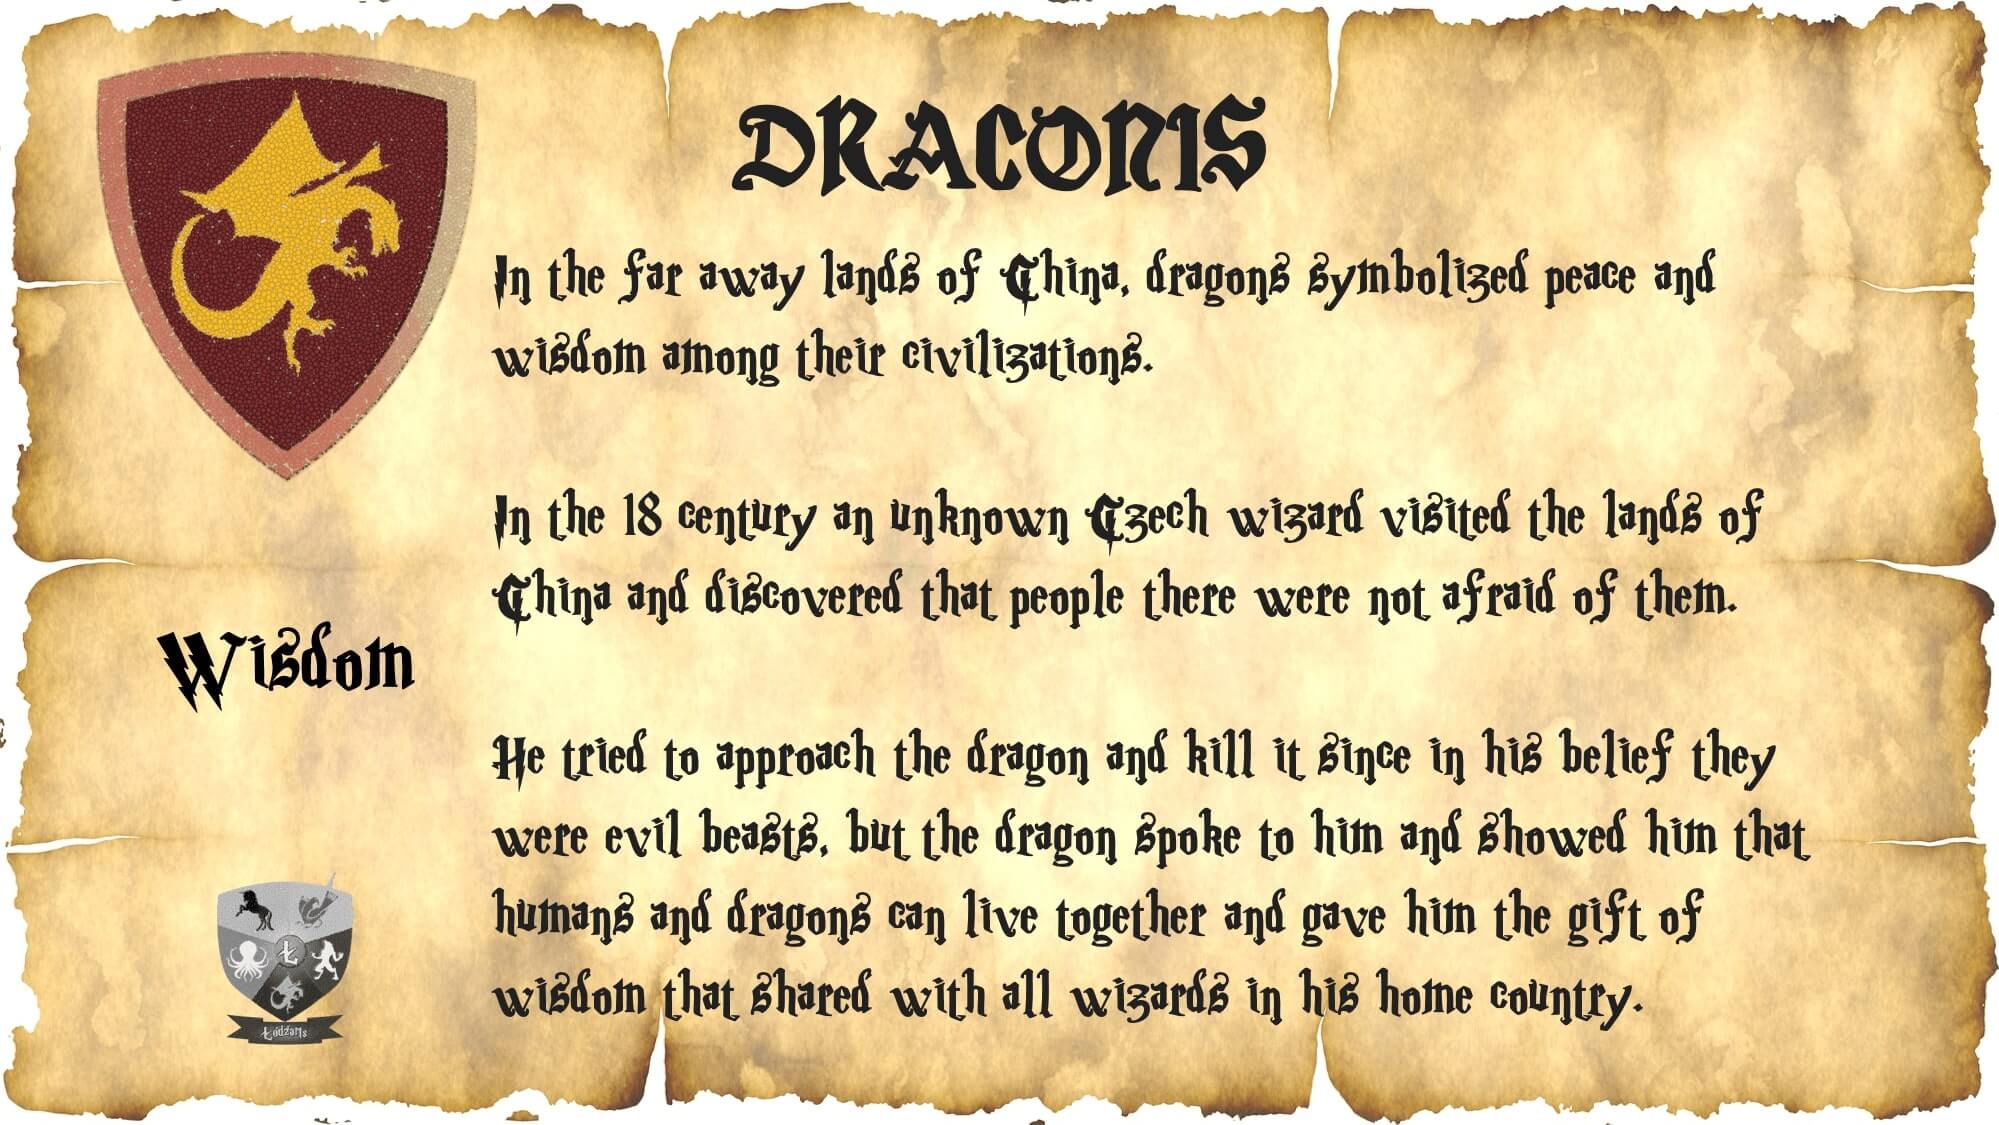 DRACONIS
In the far away lands of China, dragons symbolized peace and
wisdom among their civilizations.
In the 18 century an unknown Czech wizard visited the lands of
China and discovered that people there were not afraid of them.
Wisdom
He tried to approach the dragon and kill it since in his belief they
were evil beasts, but the dragon spoke to him and showed him that
humans and dragons can live together and gave him the gift of
wisdom that shared with all wizards in his home country.
Ł
Łodzarts